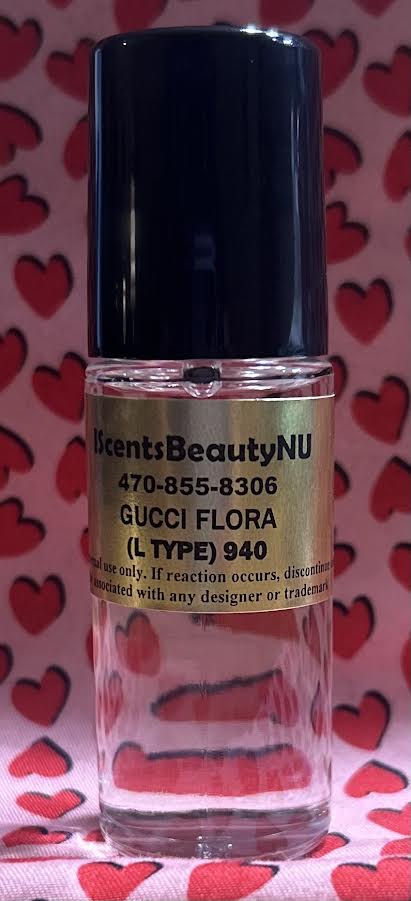 IScentsBeautyNU
470-855-8306
GUCCI FLORA
(L TYPE) 940
use only. If reaction occurs, discontinue
associated with any designer or trademark